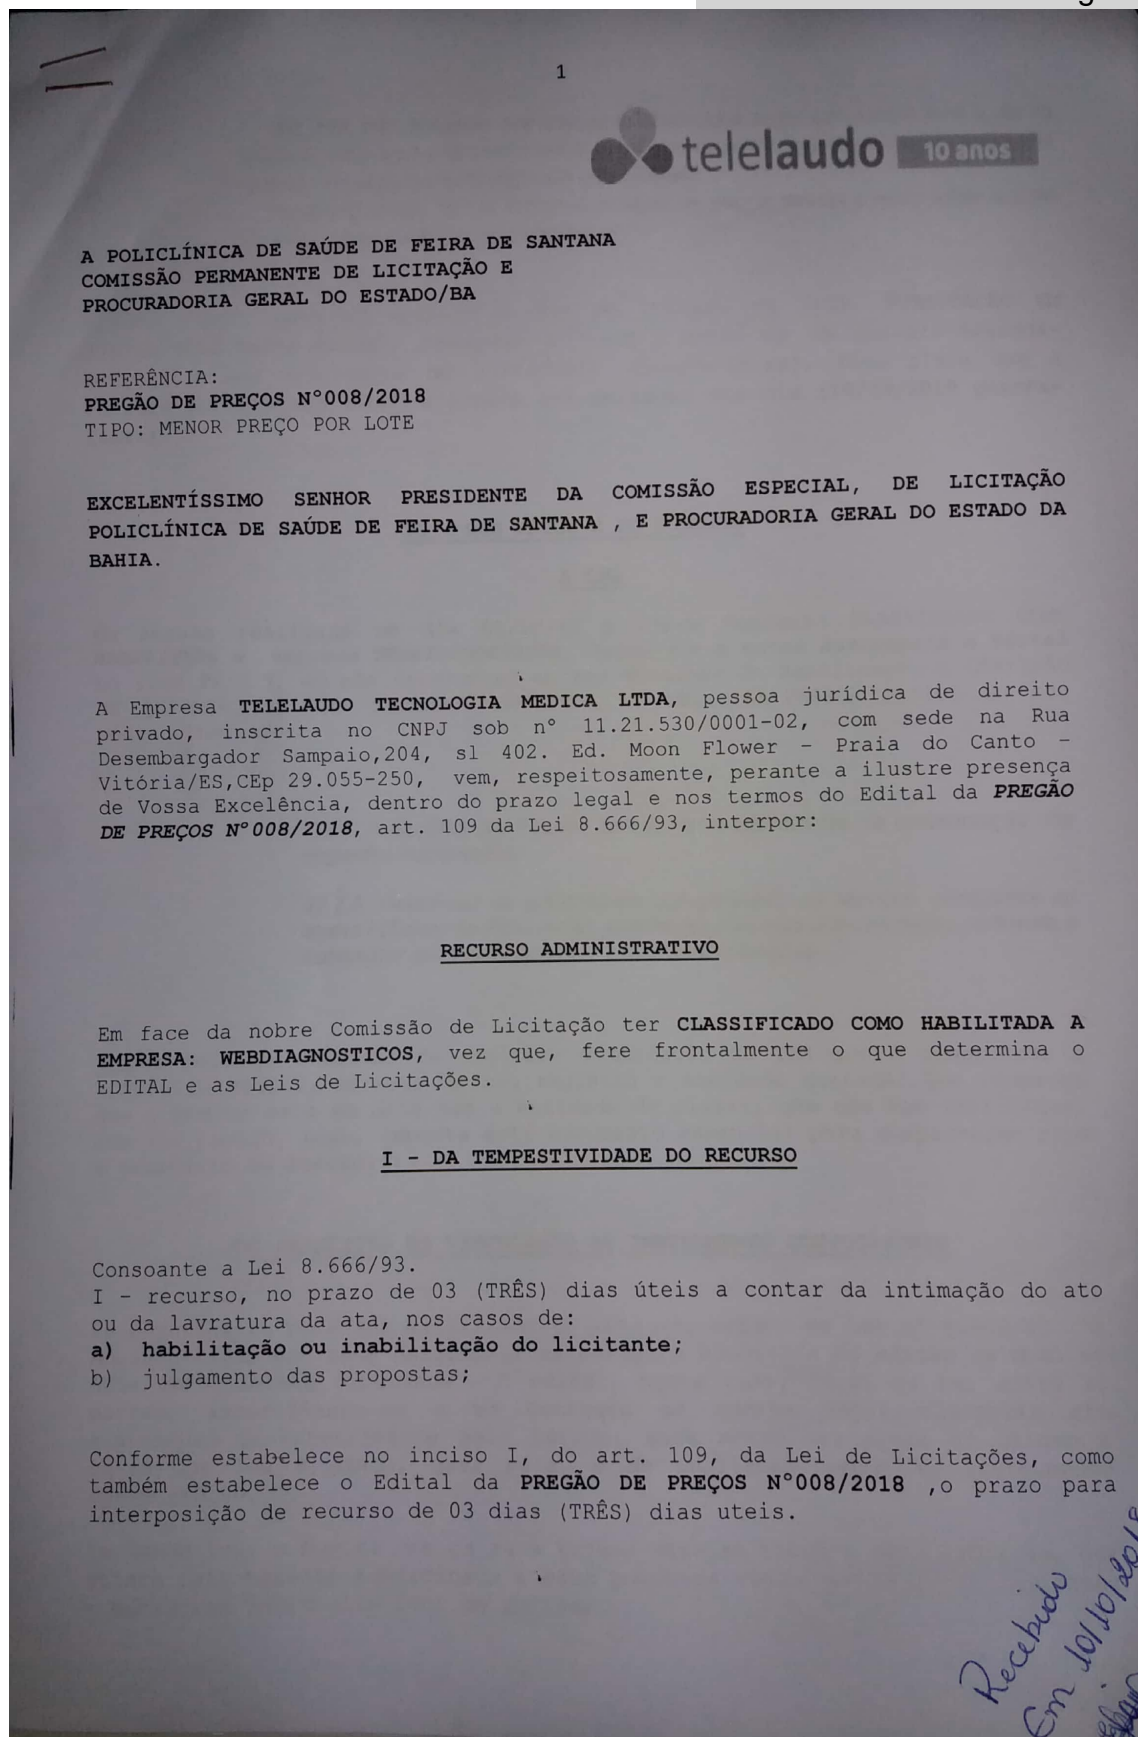 1
telelaudo 10 anos
A POLICLÍNICA DE SAÚDE DE FEIRA DE SANTANA
COMISSÃO PERMANENTE DE LICITAÇÃO E
PROCURADORIA GERAL DO ESTADO/BA
REFERÊNCIA:
PREGÃO DE PREÇOS N°008/2018
TIPO: MENOR PREÇO POR LOTE
EXCELENTÍSSIMO SENHOR PRESIDENTE DA COMISSÃO ESPECIAL, DE LICITAÇÃO
POLICLÍNICA DE SAÚDE DE FEIRA DE SANTANA , E PROCURADORIA GERAL DO ESTADO DA
BAHIA.
A Empresa TELELAUDO TECNOLOGIA MEDICA LTDA, pessoa jurídica de direito
privado, inscrita no CNPJ sob n° 11.21.530/0001-02, com sede na Rua
Desembargador Sampaio,204, sl 402. Ed. Moon Flower – Praia do Canto –
Vitória/ES,CEp 29.055-250, vem, respeitosamente, perante a ilustre presença
de Vossa Excelência, dentro do prazo legal e nos termos do Edital da PREGÃO
DE PREÇOS N°008/2018, art. 109 da Lei 8.666/93, interpor:
RECURSO ADMINISTRATIVO
Em face da nobre Comissão de Licitação ter CLASSIFICADO COMO HABILITADA A
EMPRESA: WEBDIAGNOSTICOS, vez que, fere frontalmente o que determina o
EDITAL e as Leis de Licitações.
I – DA TEMPESTIVIDADE DO RECURSO
Consoante a Lei 8.666/93.
I – recurso, no prazo de 03 (TRÊS) dias úteis a contar da intimação do ato
ou da lavratura da ata, nos casos de:
a) habilitação ou inabilitação do licitante;
b) julgamento das propostas;
Conforme estabelece no inciso I, do art. 109, da Lei de Licitações, como
também estabelece o Edital da PREGÃO DE PREÇOS N°008/2018 ,o prazo para
interposição de recurso de 03 dias (TRÊS) dias uteis.
Recebido
Em 10/10/2018